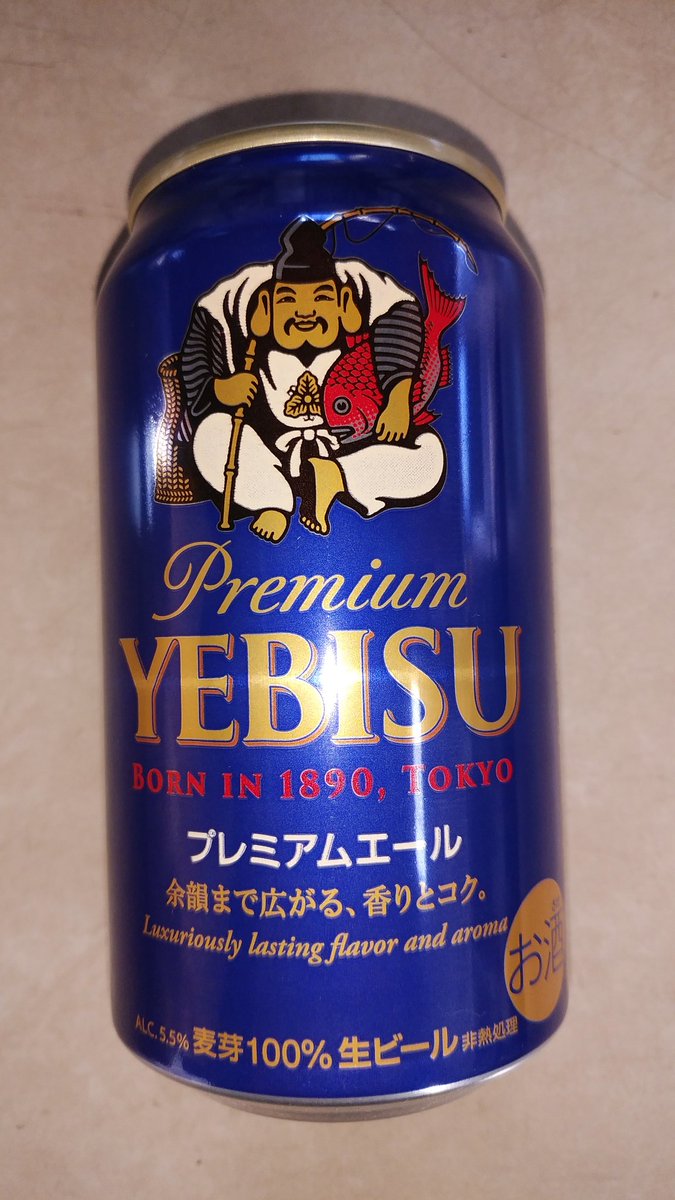 Premium
YEBISU
BORN IN 1890, TOKYO
プレミアムエール
余韻まで広がる、香りとコク。
Luxuriously lasting flavor and aroma
お酒
ALC. 5.5% 麦芽100% 生ビール 非熱処理